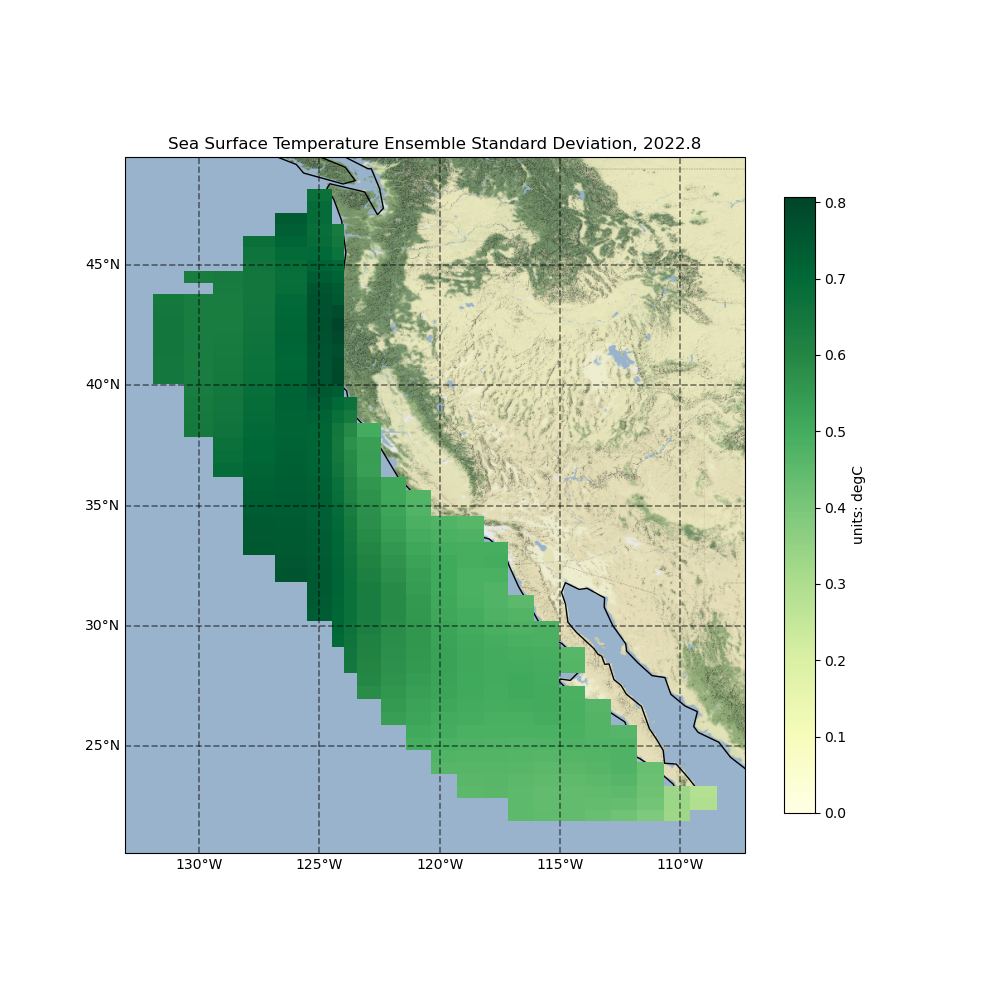 Sea Surface Temperature Ensemble Standard Deviation, 2022.8
45°N
40°N
35°N
30°N
25°N
130°W
125°W
120°W
115°W
110°W
0.8
0.7
0.6
0.5
0.4
0.3
0.2
0.1
0.0
units: degC